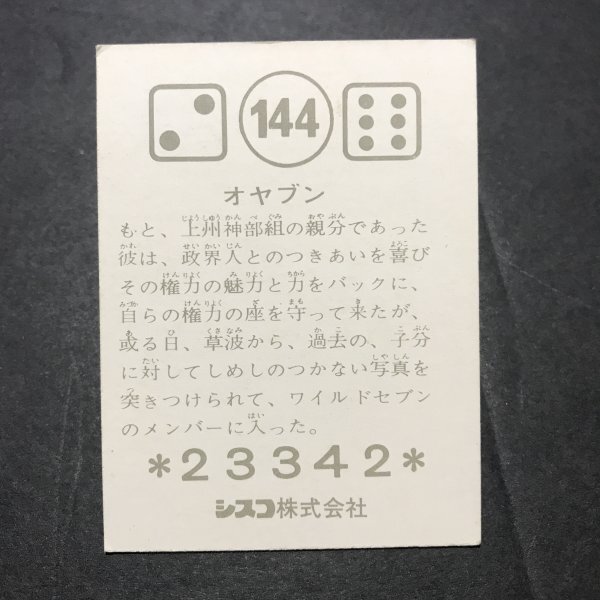 144
オヤブン
もと、上州神部組の親分であった
彼は、政界人とのつきあいを喜び
その権力の魅力と力をバックに、
自らの権力の座を守って来たが、
或る日、草波から、過去の、子分
に対してしめしのつかない写真を
突きつけられて、ワイルドセブン
のメンバーに入った。
*23342*
シスコ株式会社